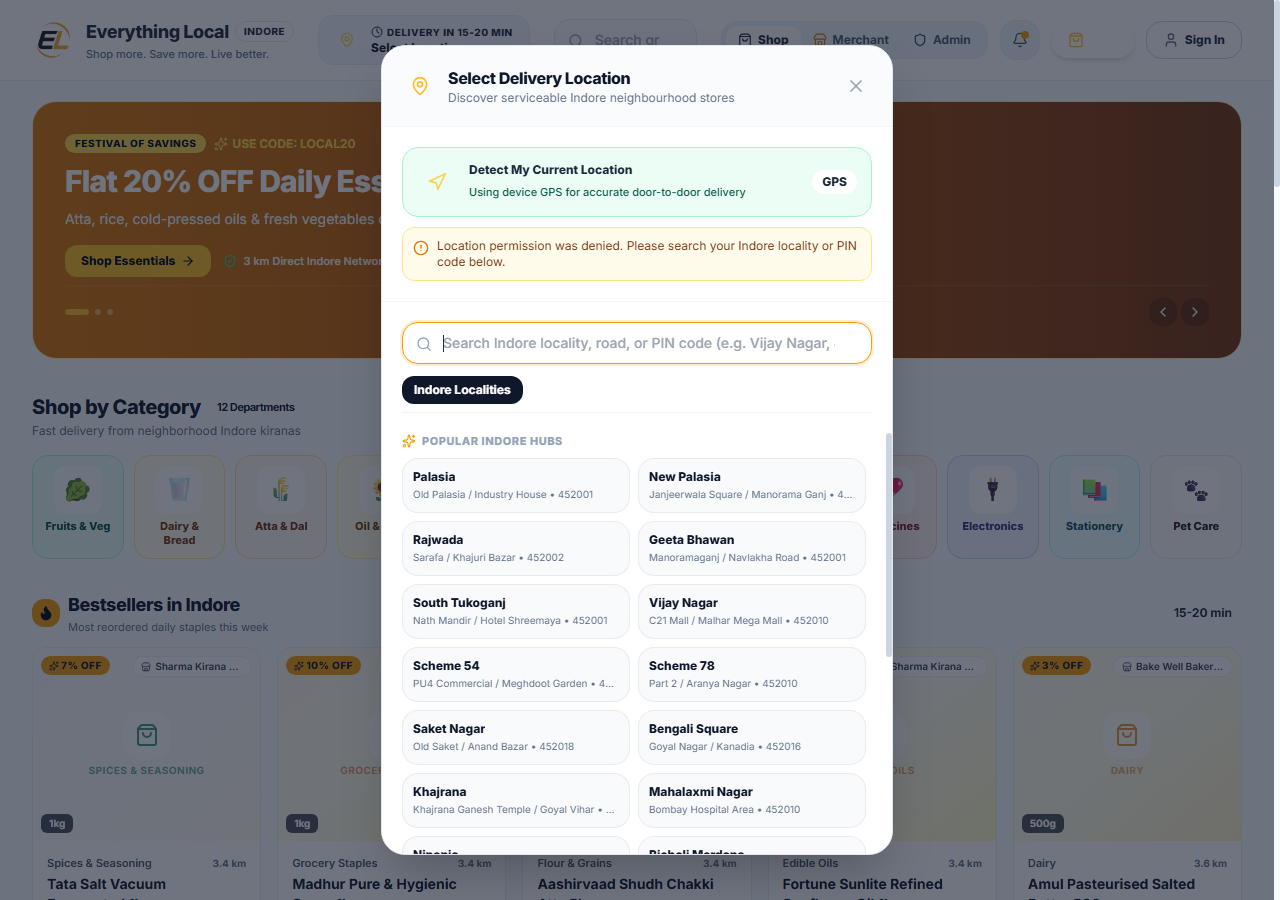 Everything Local INDORE
Shop more. Save more. Live better.
DELIVERY IN 15-20 MIN
Search gr
Shop
Merchant
Admin
Sign In
Select Delivery Location
Discover serviceable Indore neighbourhood stores
FESTIVAL OF SAVINGS
USE CODE: LOCAL20
Flat 20% OFF Daily Ess
Atta, rice, cold-pressed oils & fresh vegetables
Shop Essentials
3 km Direct Indore Networ
Detect My Current Location
Using device GPS for accurate door-to-door delivery
GPS
Location permission was denied. Please search your Indore locality or PIN
code below.
Search Indore locality, road, or PIN code (e.g. Vijay Nagar,
Indore Localities
POPULAR INDORE HUBS
Palasia
Old Palasia / Industry House • 452001
New Palasia
Janjeerwala Square / Manorama Ganj • 4...
Rajwada
Sarafa / Khajuri Bazar • 452002
Geeta Bhawan
Manoramaganj / Navlakha Road • 452001
South Tukoganj
Nath Mandir / Hotel Shreemaya • 452001
Vijay Nagar
C21 Mall / Malhar Mega Mall • 452010
Scheme 54
PU4 Commercial / Meghdoot Garden • 4...
Scheme 78
Part 2 / Aranya Nagar • 452010
Saket Nagar
Old Saket / Anand Bazar • 452018
Bengali Square
Goyal Nagar / Kanadia • 452016
Khajrana
Khajrana Ganesh Temple / Goyal Vihar • ...
Mahalaxmi Nagar
Bombay Hospital Area • 452010
Shop by Category
12 Departments
Fast delivery from neighborhood Indore kiranas
Fruits & Veg
Dairy &
Bread
Atta & Dal
Oil &
cines
Electronics
Stationery
Pet Care
Bestsellers in Indore
Most reordered daily staples this week
15-20 min
7% OFF
Sharma Kirana ...
10% OFF
Sharma Kirana ...
3% OFF
Bake Well Baker...
SPICES & SEASONING
GROCE
OILS
DAIRY
1kg
1kg
500g
Spices & Seasoning
3.4 km
Tata Salt Vacuum
Grocery Staples
3.4 km
Madhur Pure & Hygienic
Flour & Grains
3.4 km
Aashirvaad Shudh Chakki
Edible Oils
3.4 km
Fortune Sunlite Refined
Dairy
3.6 km
Amul Pasteurised Salted